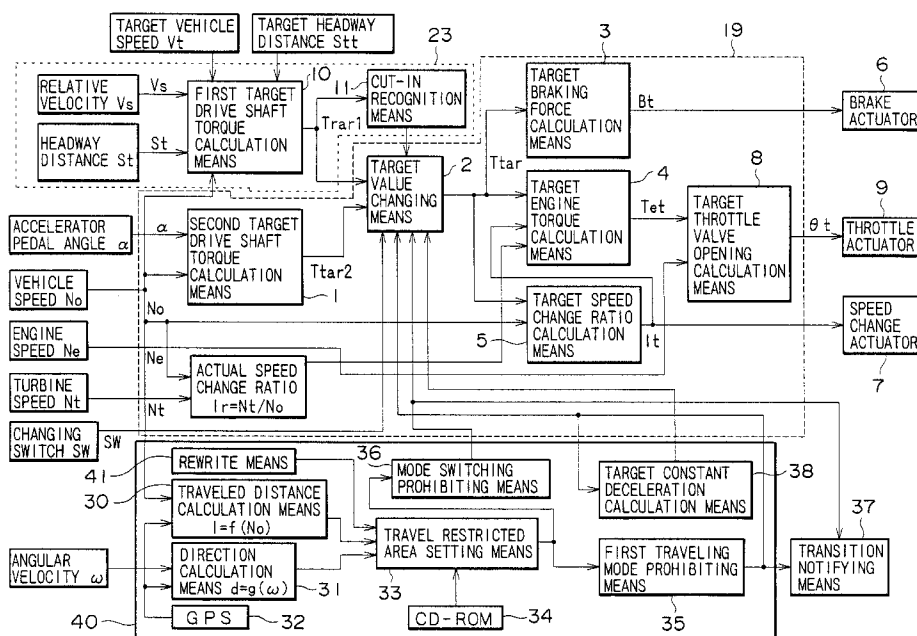 TARGET VEHICLE
SPEED Vt
TARGET HEADWAY
DISTANCE Stt
23
3
19
10
11
RELATIVE
VELOCITY Vs
Vs
FIRST TARGET
DRIVE SHAFT
TORQUE
CALCULATION
MEANS
CUT-IN
RECOGNITION
MEANS
TARGET
BRAKING
FORCE
CALCULATION
MEANS
Bt
6
BRAKE
ACTUATOR
HEADWAY
DISTANCE St
St
Trar1
2
Ttar
TARGET
VALUE
CHANGING
MEANS
4
TARGET
ENGINE
TORQUE
CALCULATION
MEANS
Tet
8
TARGET
THROTTLE
VALVE
OPENING
CALCULATION
MEANS
9
θt
THROTTLE
ACTUATOR
ACCELERATOR
PEDAL ANGLE α
α
SECOND TARGET
DRIVE SHAFT
TORQUE
CALCULATION
MEANS
Ttar2
1
VEHICLE
SPEED No
No
TARGET SPEED
CHANGE RATIO
CALCULATION
MEANS
5
It
SPEED
CHANGE
ACTUATOR
7
ENGINE
SPEED Ne
Ne
ACTUAL SPEED
CHANGE RATIO
Ir=Nt/No
TURBINE
SPEED Nt
Nt
CHANGING
SWITCH SW
SW
41
REWRITE MEANS
36
MODE SWITCHING
PROHIBITING MEANS
TARGET CONSTANT
DECELERATION
CALCULATION MEANS
38
30
TRAVELED DISTANCE
CALCULATION MEANS
l=f(No)
37
ANGULAR
VELOCITY ω
DIRECTION
CALCULATION
MEANS d=g(ω)
31
TRAVEL RESTRICTED
AREA SETTING MEANS
33
FIRST TRAVELING
MODE PROHIBITING
MEANS
35
TRANSITION
NOTIFYING
MEANS
40
GPS
32
CD-ROM
34